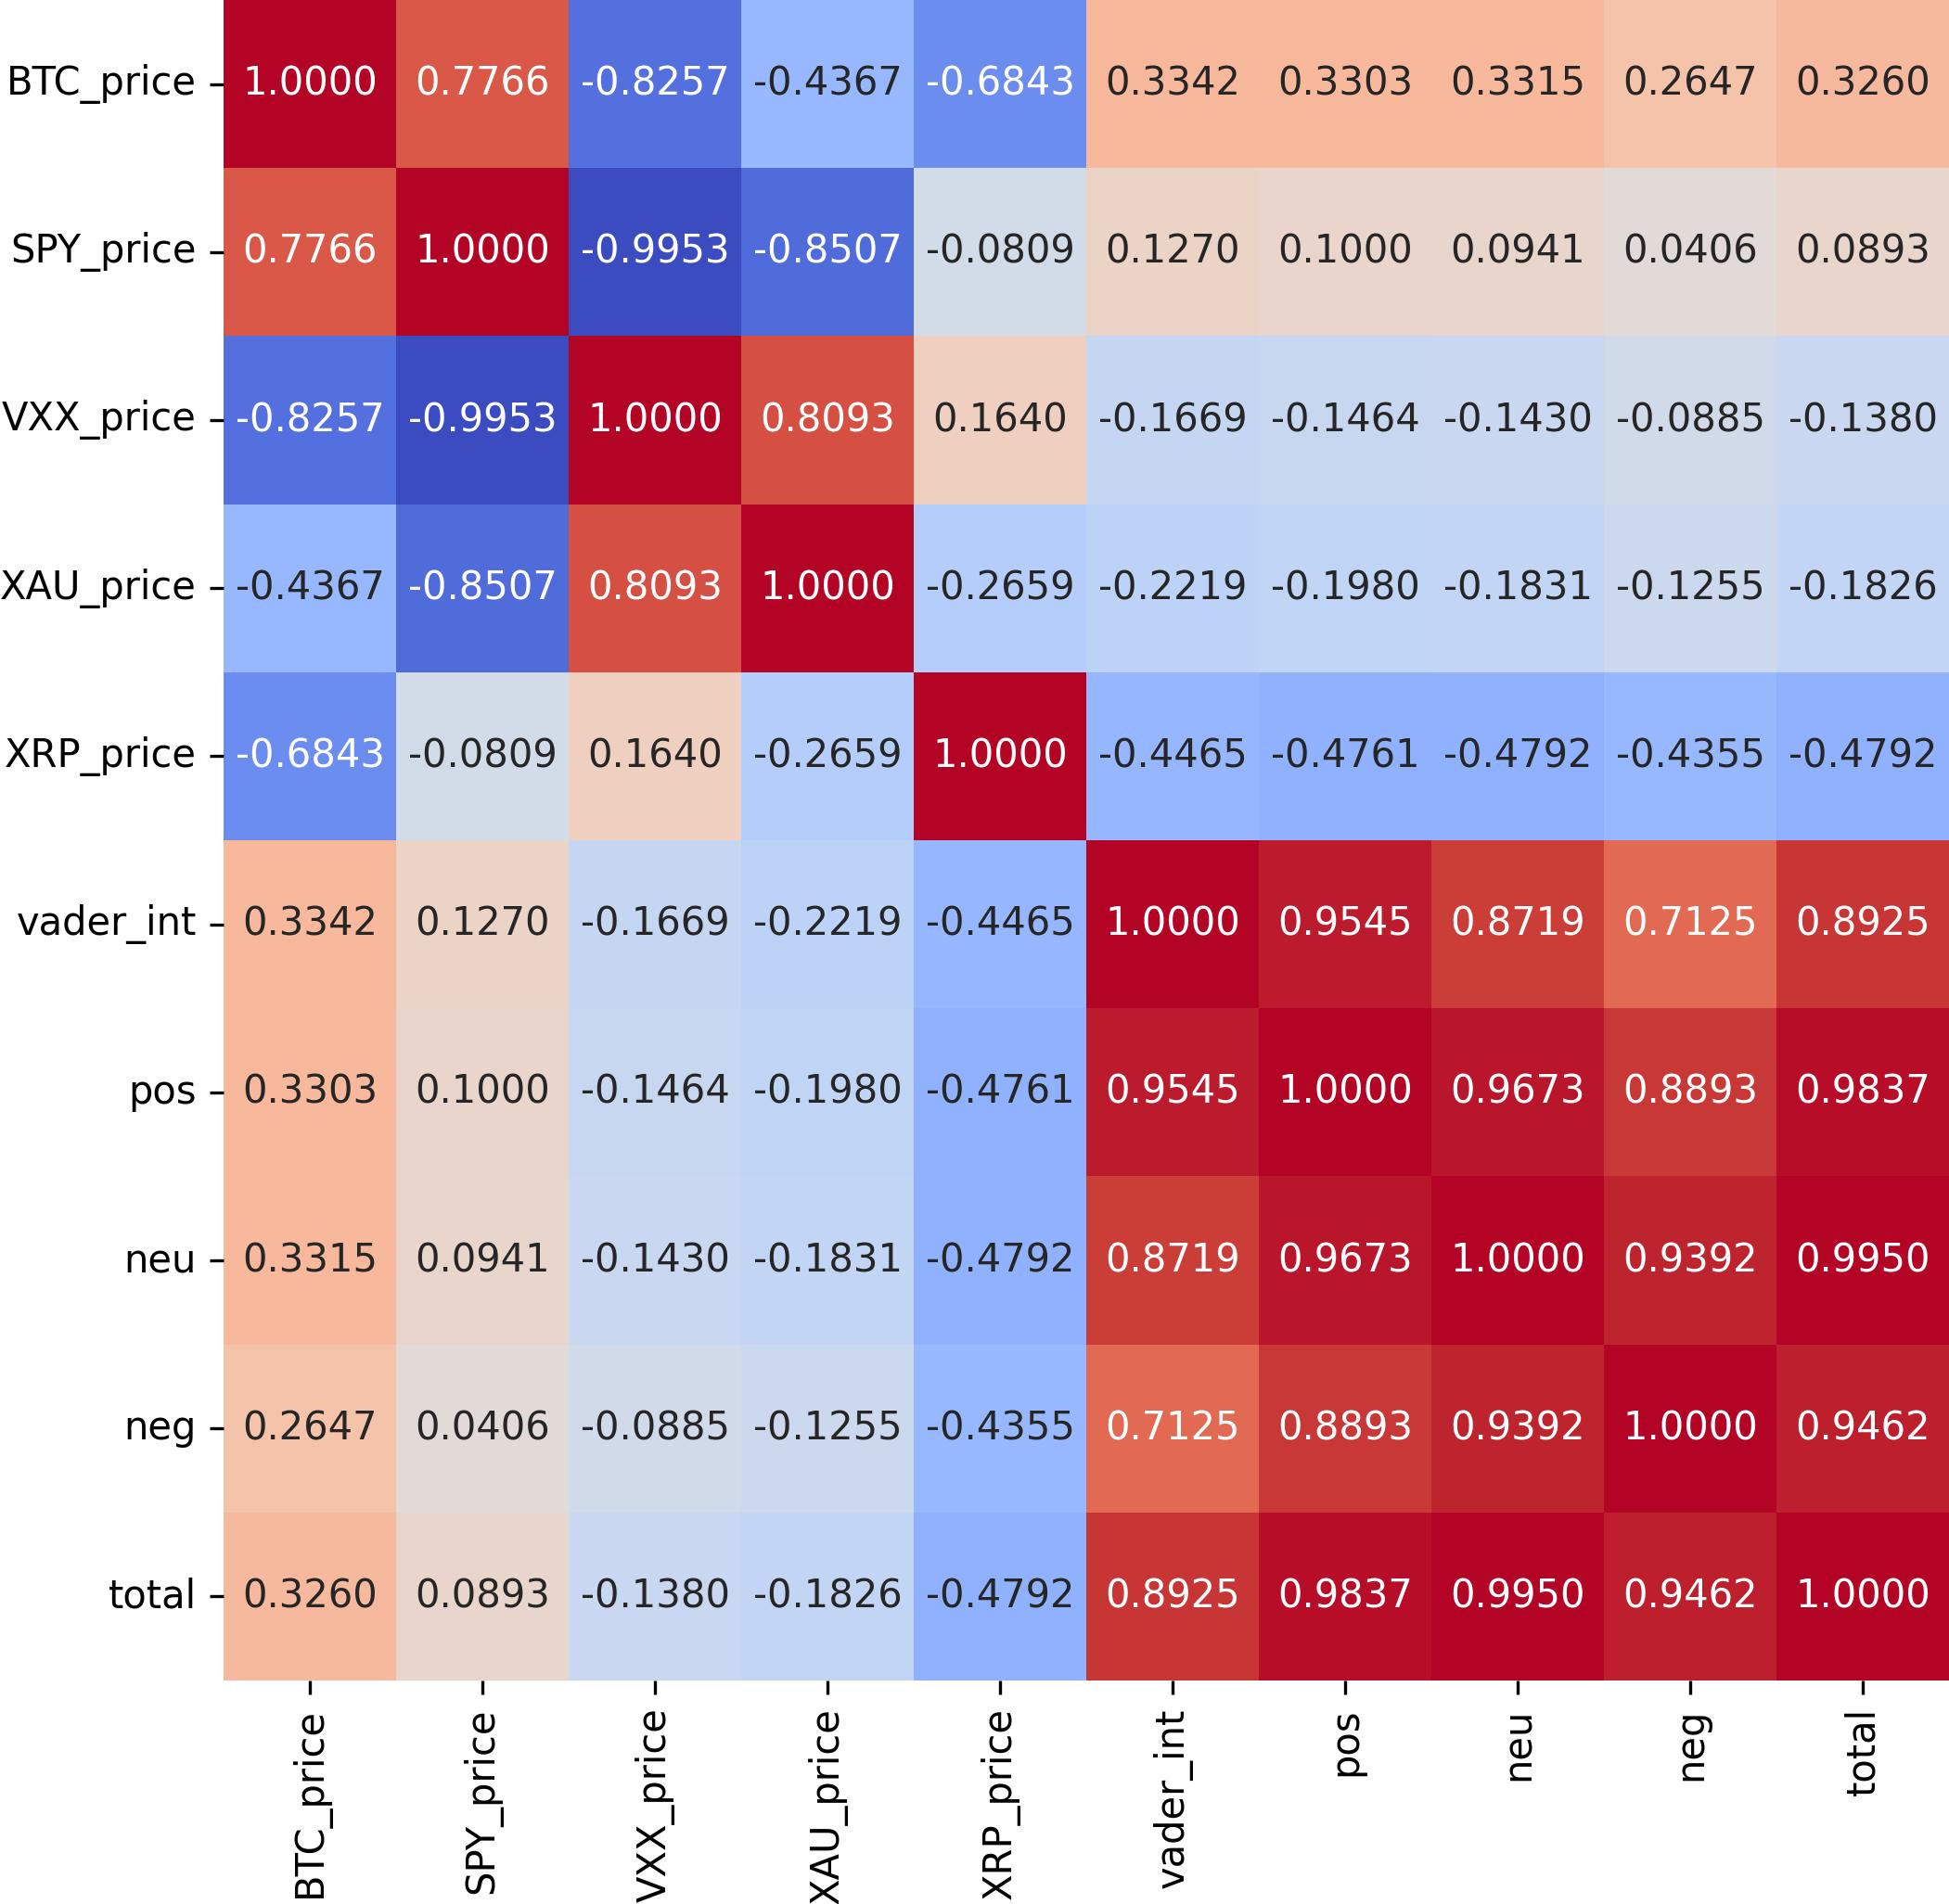 BTC_price 1.0000 0.7766 -0.8257 -0.4367 -0.6843 0.3342 0.3303 0.3315 0.2647 0.3260
SPY_price 0.7766 1.0000 -0.9953 -0.8507 -0.0809 0.1270 0.1000 0.0941 0.0406 0.0893
VXX_price -0.8257 -0.9953 1.0000 0.8093 0.1640 -0.1669 -0.1464 -0.1430 -0.0885 -0.1380
XAU_price -0.4367 -0.8507 0.8093 1.0000 -0.2659 -0.2219 -0.1980 -0.1831 -0.1255 -0.1826
XRP_price -0.6843 -0.0809 0.1640 -0.2659 1.0000 -0.4465 -0.4761 -0.4792 -0.4355 -0.4792
vader_int 0.3342 0.1270 -0.1669 -0.2219 -0.4465 1.0000 0.9545 0.8719 0.7125 0.8925
pos 0.3303 0.1000 -0.1464 -0.1980 -0.4761 0.9545 1.0000 0.9673 0.8893 0.9837
neu 0.3315 0.0941 -0.1430 -0.1831 -0.4792 0.8719 0.9673 1.0000 0.9392 0.9950
neg 0.2647 0.0406 -0.0885 -0.1255 -0.4355 0.7125 0.8893 0.9392 1.0000 0.9462
total 0.3260 0.0893 -0.1380 -0.1826 -0.4792 0.8925 0.9837 0.9950 0.9462 1.0000
BTC_price SPY_price VXX_price XAU_price XRP_price vader_int pos neu neg total